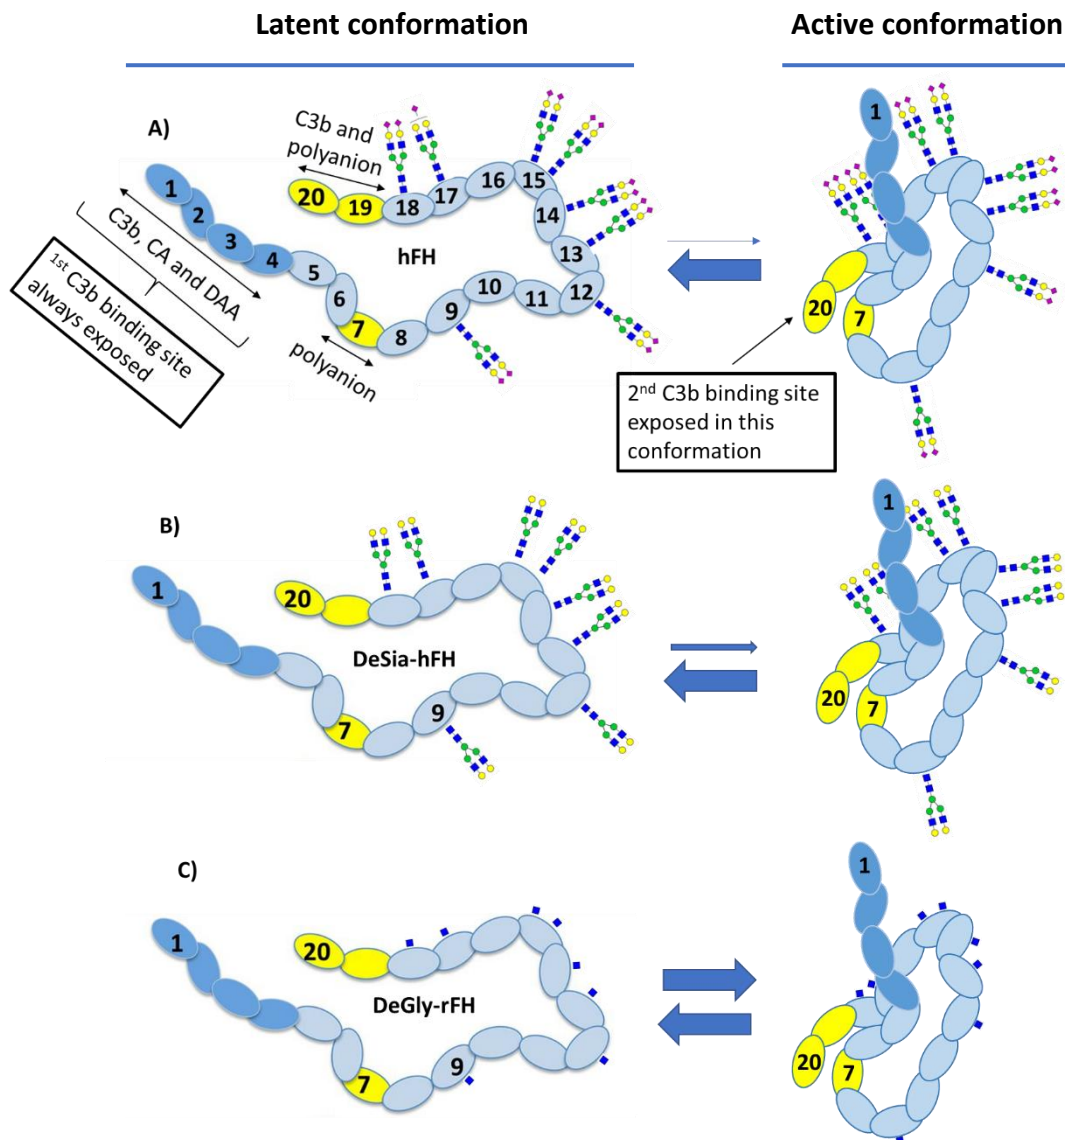 Latent conformation
Active conformation
A)
C3b and
polyanion
1
2
3
4
5
6
7
8
9
10
11
12
13
14
15
16
17
18
19
20
hFH
C3b, CA and DAA
1st C3b binding site
always exposed
polyanion
1
20
7
2nd C3b binding site
exposed in this
conformation
B)
1
20
DeSia-hFH
7
9
1
20
7
C)
1
20
DeGly-rFH
7
9
1
20
7